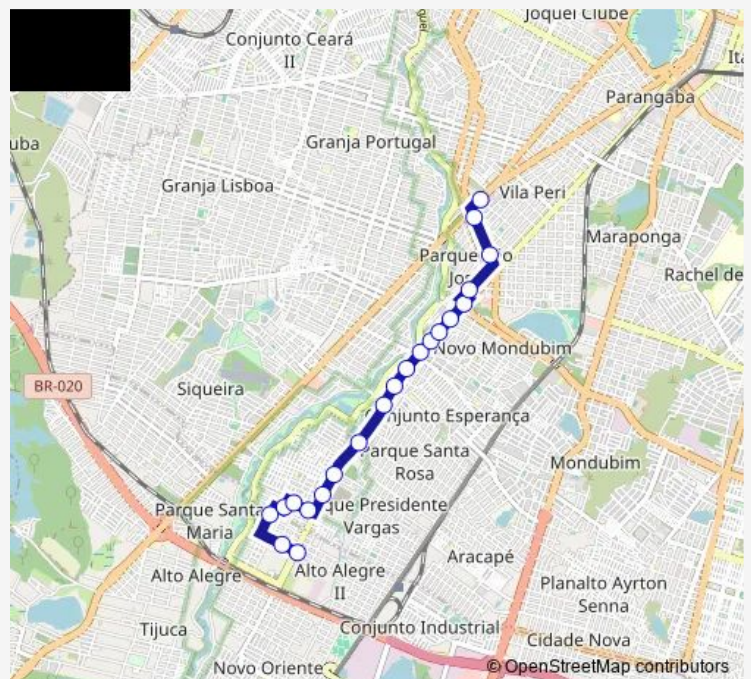 Joquei Clube
Conjunto Ceará
II
Parangaba
Granja Portugal
Granja Lisboa
Vila Peri
Maraponga
Parque
Rachel de
Novo Mondubim
BR-020
Siqueira
Conjunto Esperança
Parque Santa
Rosa
Mondubim
Parque Santa
Maria
que Presidente
Vargas
Aracapé
Alto Alegre
Alto Alegre
II
Planalto Ayrton
Senna
Tijuca
Conjunto Industrial
Cidade Nova
Novo Oriente
© OpenStreetMap contributors